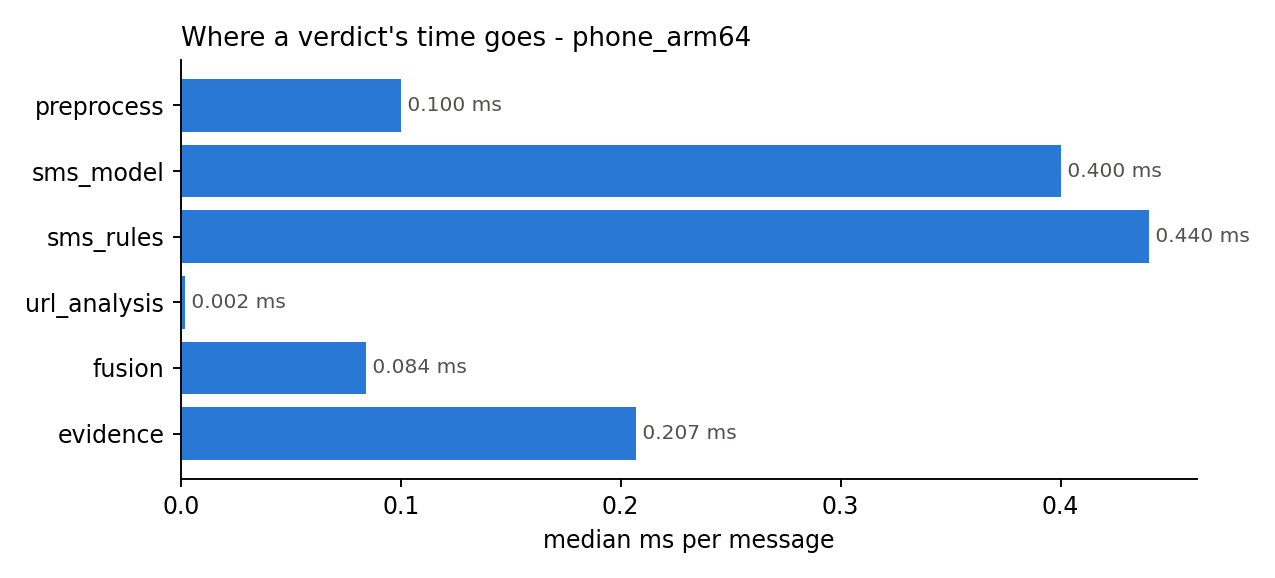 Where a verdict's time goes - phone_arm64
preprocess 0.100 ms
sms_model 0.400 ms
sms_rules 0.440 ms
url_analysis 0.002 ms
fusion 0.084 ms
evidence 0.207 ms
0.0 0.1 0.2 0.3 0.4
median ms per message